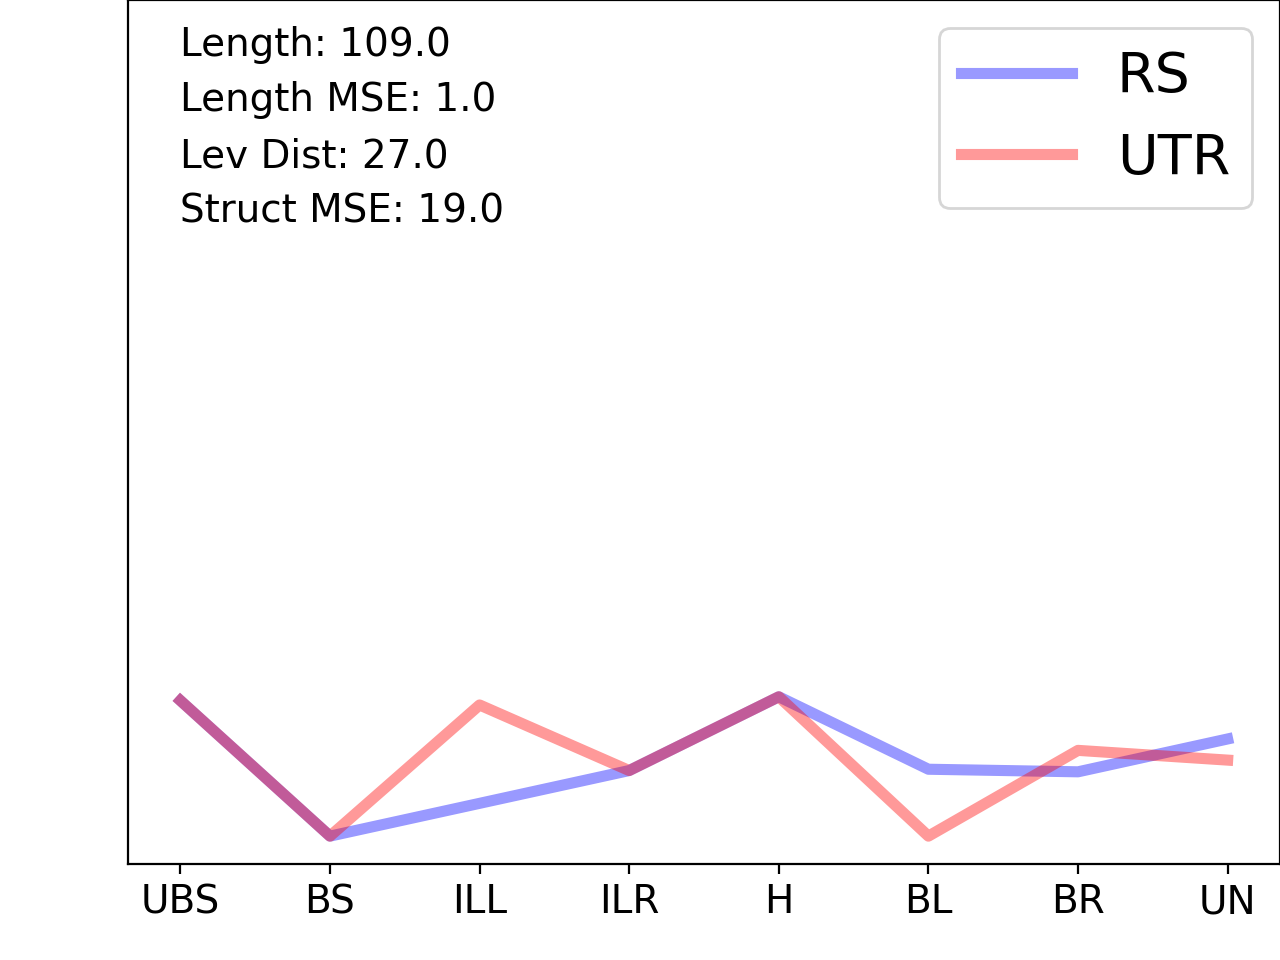 Length: 109.0
Length MSE: 1.0
Lev Dist: 27.0
Struct MSE: 19.0
RS
UTR
UBS BS ILL ILR H BL BR UN